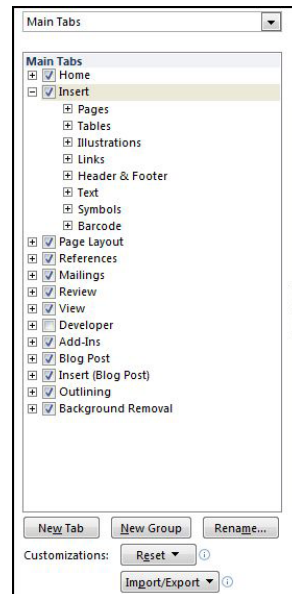 Main Tabs
Main Tabs
Home
Insert
Pages
Tables
Illustrations
Links
Header & Footer
Text
Symbols
Barcode
Page Layout
References
Mailings
Review
View
Developer
Add-Ins
Blog Post
Insert (Blog Post)
Outlining
Background Removal
New Tab New Group Rename...
Customizations: Reset
Import/Export